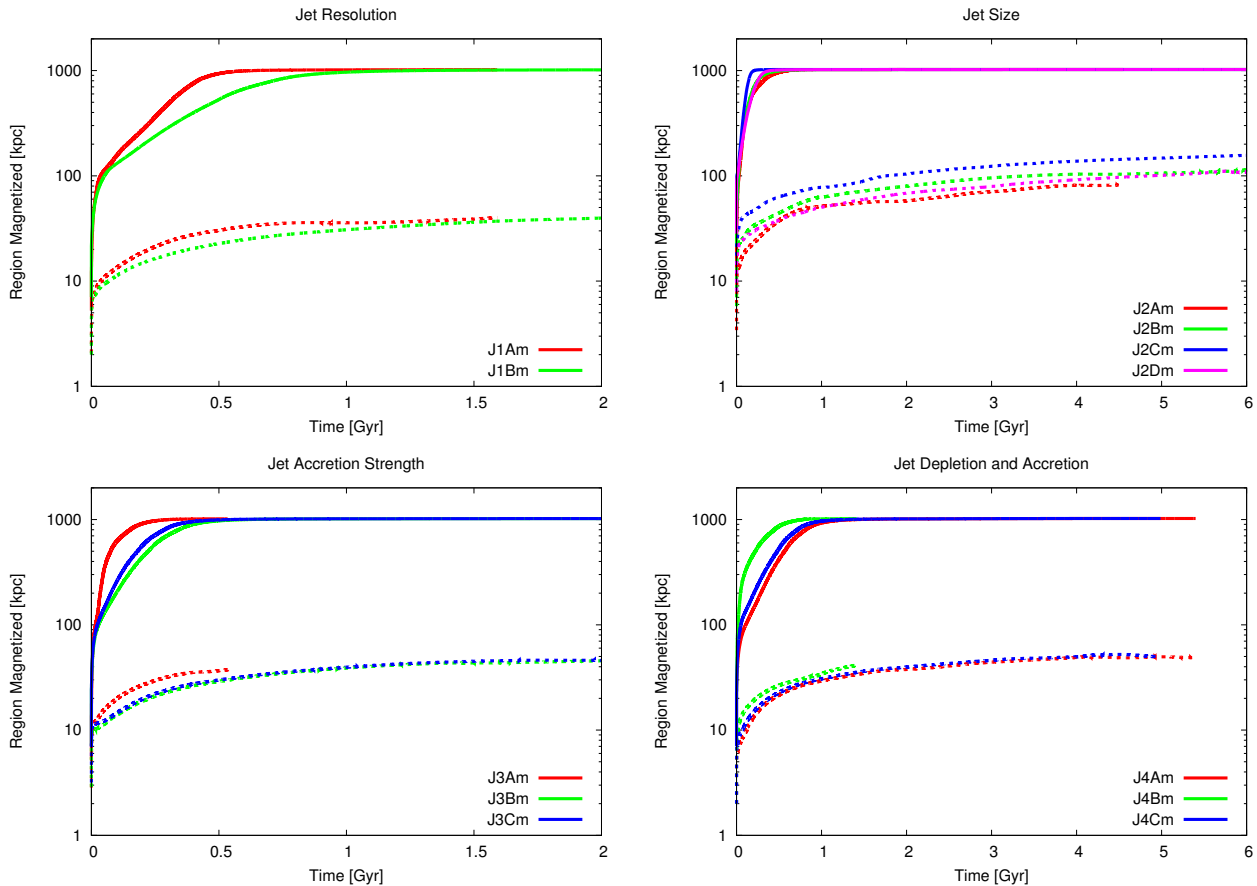 Jet Resolution
Region Magnetized [kpc]
1000
100
10
1
J1Am
J1Bm
0 0.5 1 1.5 2
Time [Gyr]
Jet Size
Region Magnetized [kpc]
1000
100
10
1
J2Am
J2Bm
J2Cm
J2Dm
0 1 2 3 4 5 6
Time [Gyr]
Jet Accretion Strength
Region Magnetized [kpc]
1000
100
10
1
J3Am
J3Bm
J3Cm
0 0.5 1 1.5 2
Time [Gyr]
Jet Depletion and Accretion
Region Magnetized [kpc]
1000
100
10
1
J4Am
J4Bm
J4Cm
0 1 2 3 4 5 6
Time [Gyr]